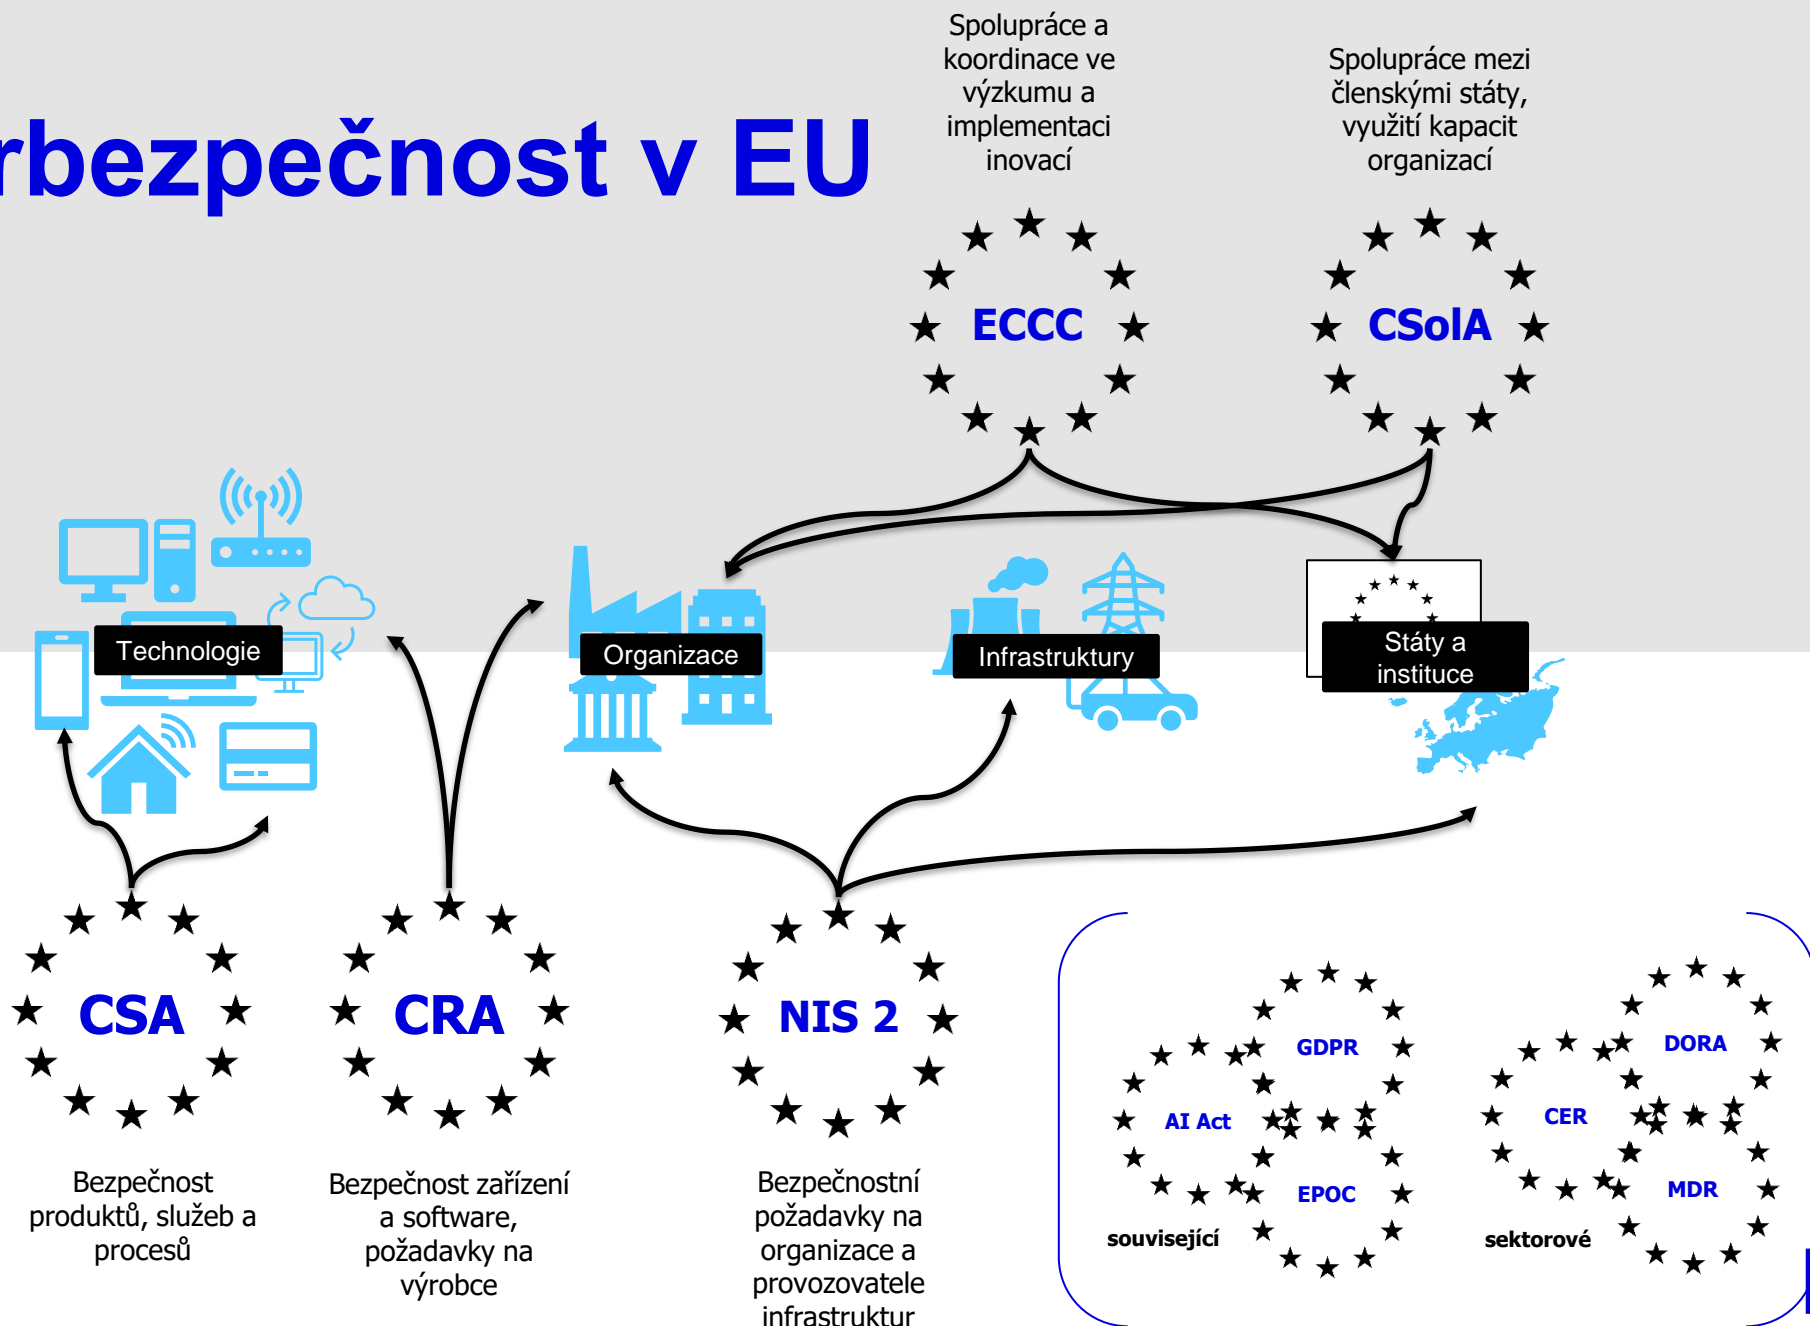 Spolupráce a
koordinace ve
výzkumu a
implementaci
inovací
Spolupráce mezi
členskými státy,
využití kapacit
organizací
rbezpečnost v EU
ECCC
CSolA
Technologie
Organizace
Infrastruktury
Státy a
instituce
CSA
CRA
NIS 2
GDPR
AI Act
EPOC
související
DORA
CER
MDR
sektorové
Bezpečnost
produktů, služeb a
procesů
Bezpečnost zařízení
a software,
požadavky na
výrobce
Bezpečnostní
požadavky na
organizace a
provozovatele
infrastruktur